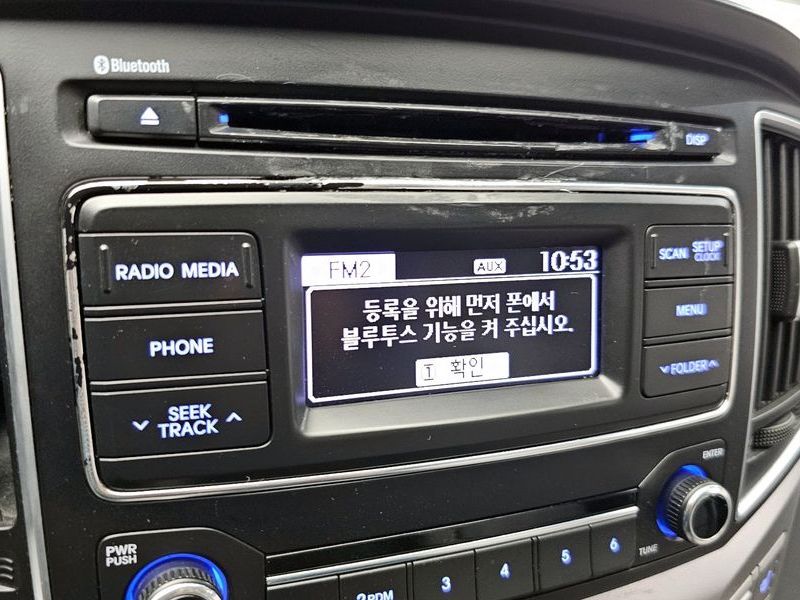 Bluetooth
DISP
FM2 AUX 10:53
등록을 위해 먼저 폰에서
블루투스 기능을 켜 주십시오.
1 확인
RADIO MEDIA
PHONE
SEEK
TRACK
SCAN SETUP
CLOCK
MENU
FOLDER
ENTER
TUNE
PWR
PUSH
2 RDM 3 4 5 6